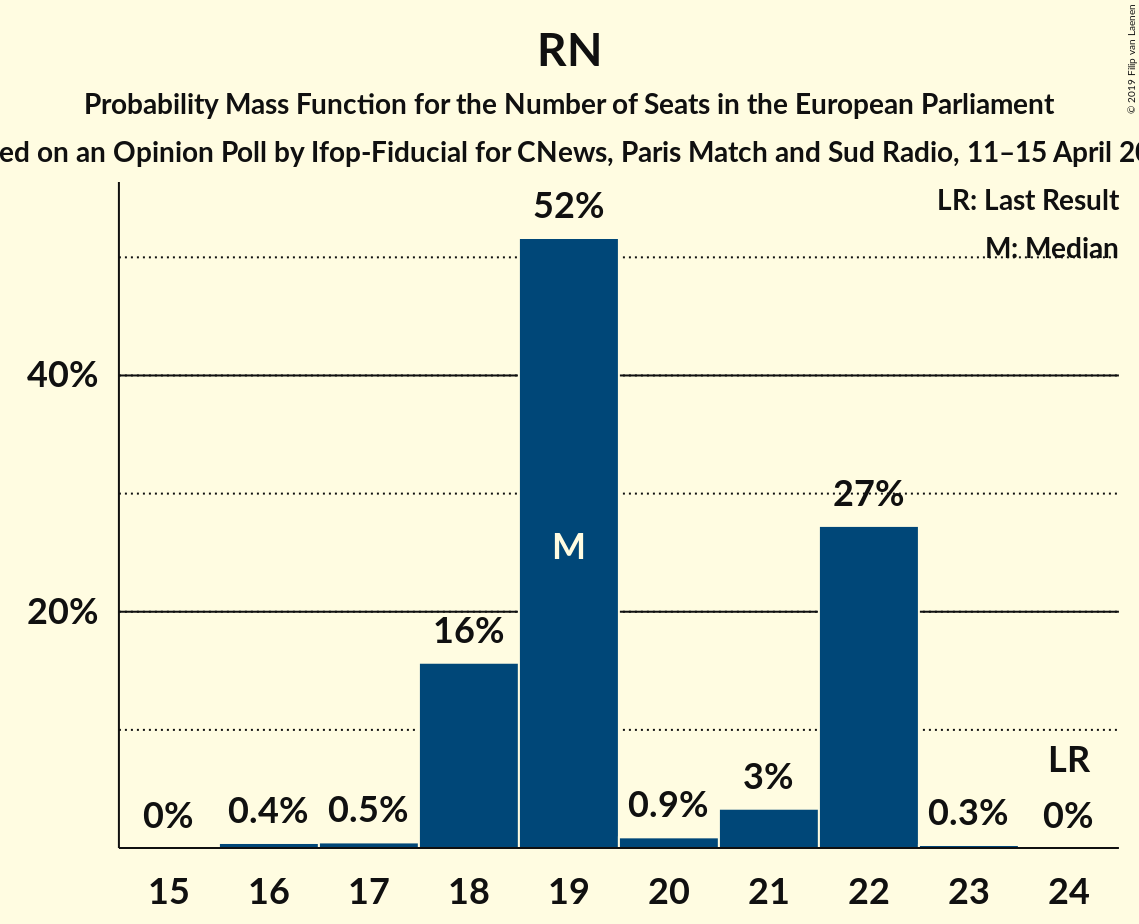 RN
Probability Mass Function for the Number of Seats in the European Parliament
on an Opinion Poll by Ifop-Fiducial for CNews, Paris Match and Sud Radio, 11–15 April
© 2019 Filip van Laenen
LR: Last Result
M: Median
52%
40%
27%
M
20%
16%
LR
3%
0%
0.4%
0.5%
0.9%
0.3%
0%
15 16 17 18 19 20 21 22 23 24